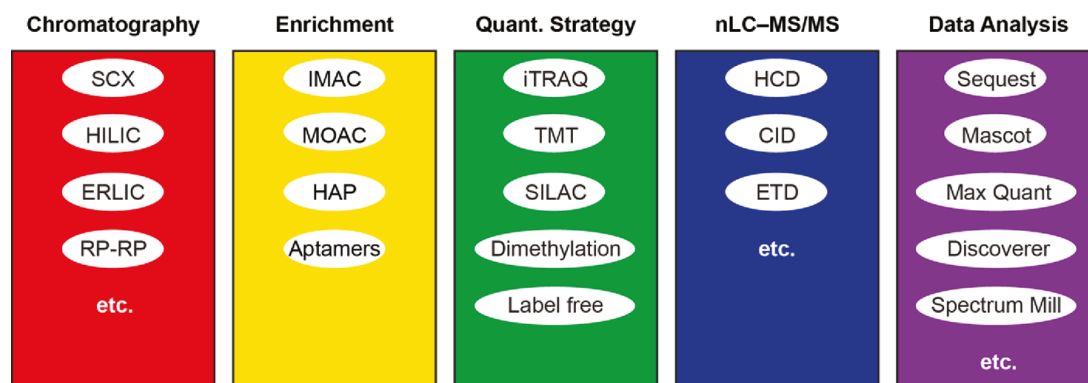 Chromatography
Enrichment
Quant. Strategy
nLC–MS/MS
Data Analysis
SCX
HILIC
ERLIC
RP-RP
etc.
IMAC
MOAC
HAP
Aptamers
iTRAQ
TMT
SILAC
Dimethylation
Label free
HCD
CID
ETD
etc.
Sequest
Mascot
Max Quant
Discoverer
Spectrum Mill
etc.